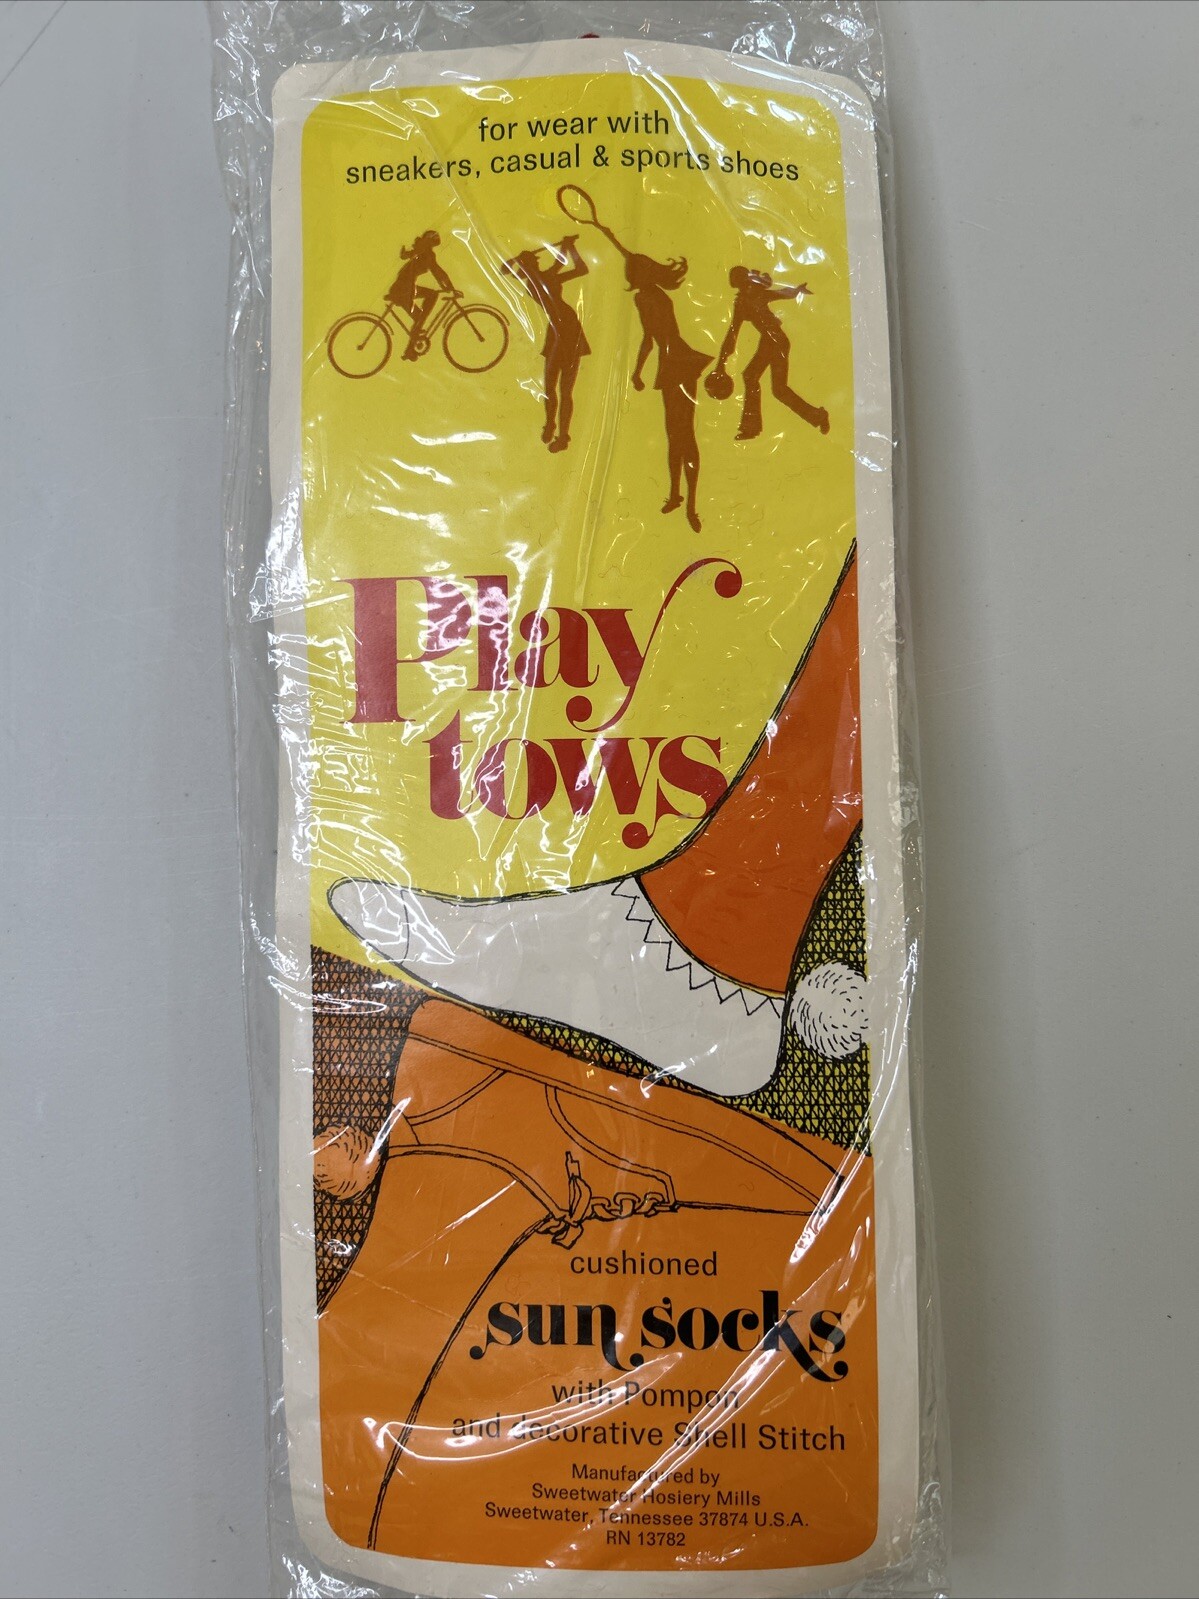 for wear with
sneakers, casual & sports shoes
Play
tows
cushioned
sun socks
with Pompon
and decorative Shell Stitch
Manufactured by
Sweetwater Hosiery Mills
Sweetwater, Tennessee 37874 U.S.A.
RN 13782